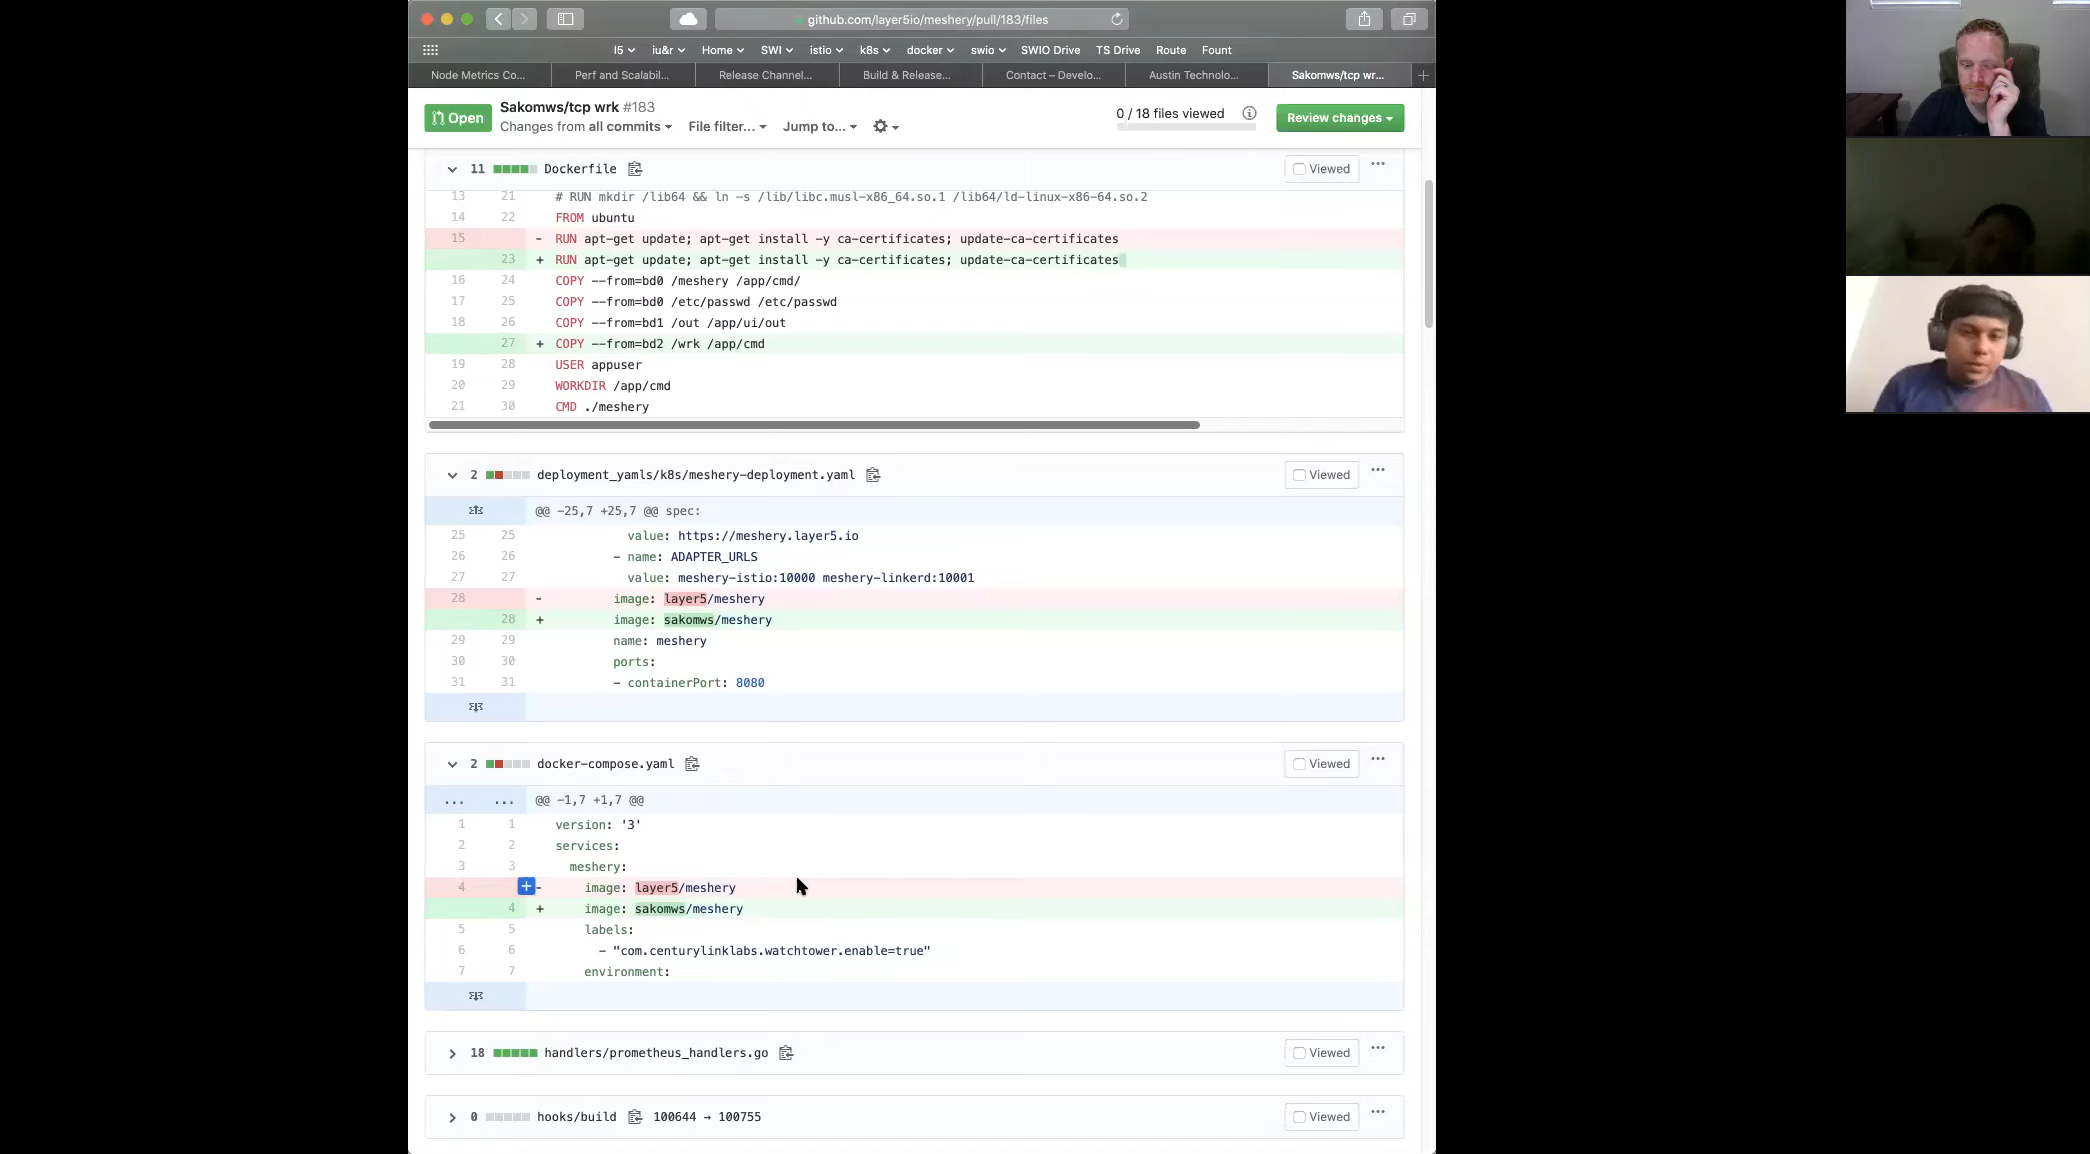 github.com/layer5io/meshery/pull/183/files
l5 iu&r Home SWI istio k8s docker swio SWIO Drive TS Drive Route Fount
Node Metrics Co... Perf and Scalabil... Release Channel... Build & Release... Contact – Develo... Austin Technolo... Sakomws/tcp wr...
Open
Sakomws/tcp wrk #183
Changes from all commits File filter... Jump to...
0 / 18 files viewed
Review changes
11 Dockerfile Viewed
13 21 # RUN mkdir /lib64 && ln -s /lib/libc.musl-x86_64.so.1 /lib64/ld-linux-x86-64.so.2
14 22 FROM ubuntu
15 - RUN apt-get update; apt-get install -y ca-certificates; update-ca-certificates
23 + RUN apt-get update; apt-get install -y ca-certificates; update-ca-certificates
16 24 COPY --from=bd0 /meshery /app/cmd/
17 25 COPY --from=bd0 /etc/passwd /etc/passwd
18 26 COPY --from=bd1 /out /app/ui/out
27 + COPY --from=bd2 /wrk /app/cmd
19 28 USER appuser
20 29 WORKDIR /app/cmd
21 30 CMD ./meshery
2 deployment_yamls/k8s/meshery-deployment.yaml Viewed
@@ -25,7 +25,7 @@ spec:
25 25 value: https://meshery.layer5.io
26 26 - name: ADAPTER_URLS
27 27 value: meshery-istio:10000 meshery-linkerd:10001
28 - image: layer5/meshery
28 + image: sakomws/meshery
29 29 name: meshery
30 30 ports:
31 31 - containerPort: 8080
2 docker-compose.yaml Viewed
... ... @@ -1,7 +1,7 @@
1 1 version: '3'
2 2 services:
3 3 meshery:
4 - image: layer5/meshery
4 + image: sakomws/meshery
5 5 labels:
6 6 - "com.centurylinklabs.watchtower.enable=true"
7 7 environment:
18 handlers/prometheus_handlers.go Viewed
0 hooks/build 100644 → 100755 Viewed